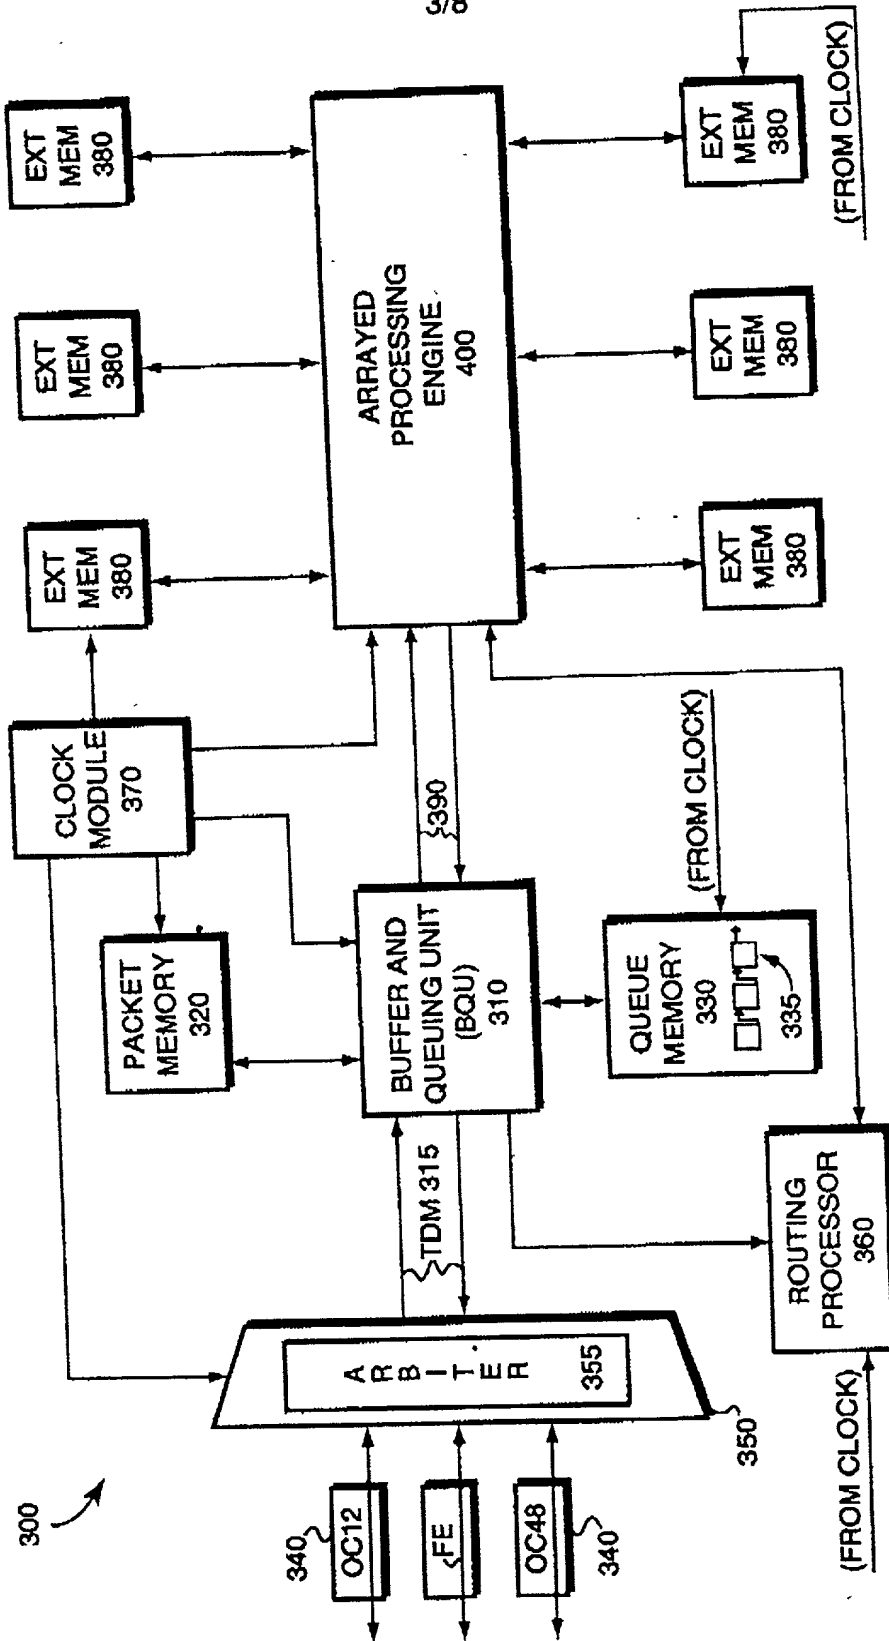 3/8
300
EXT
MEM
380
EXT
MEM
380
EXT
MEM
380
CLOCK
MODULE
370
PACKET
MEMORY
320
ARRAYED
PROCESSING
ENGINE
400
390
BUFFER AND
QUEUING UNIT
(BQU)
310
TDM 315
ARBITER
355
350
340
OC12
FE
OC48
340
QUEUE
MEMORY
330
335
(FROM CLOCK)
EXT
MEM
380
EXT
MEM
380
EXT
MEM
380
(FROM CLOCK)
ROUTING
PROCESSOR
360
(FROM CLOCK)